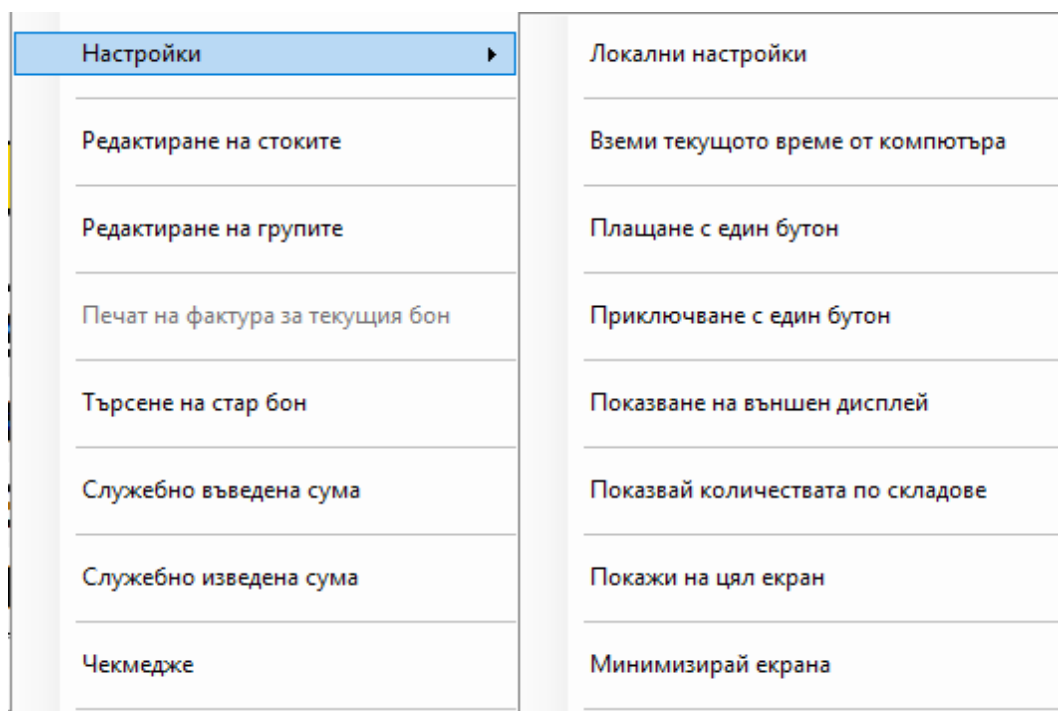 Настройки
Редактиране на стоките
Редактиране на групите
Печат на фактура за текущия бон
Търсене на стар бон
Служебно въведена сума
Служебно изведена сума
Чекмедже
Локални настройки
Вземи текущото време от компютъра
Плащане с един бутон
Приключване с един бутон
Показване на външен дисплей
Показвай количествата по складове
Покажи на цял екран
Минимизирай екрана